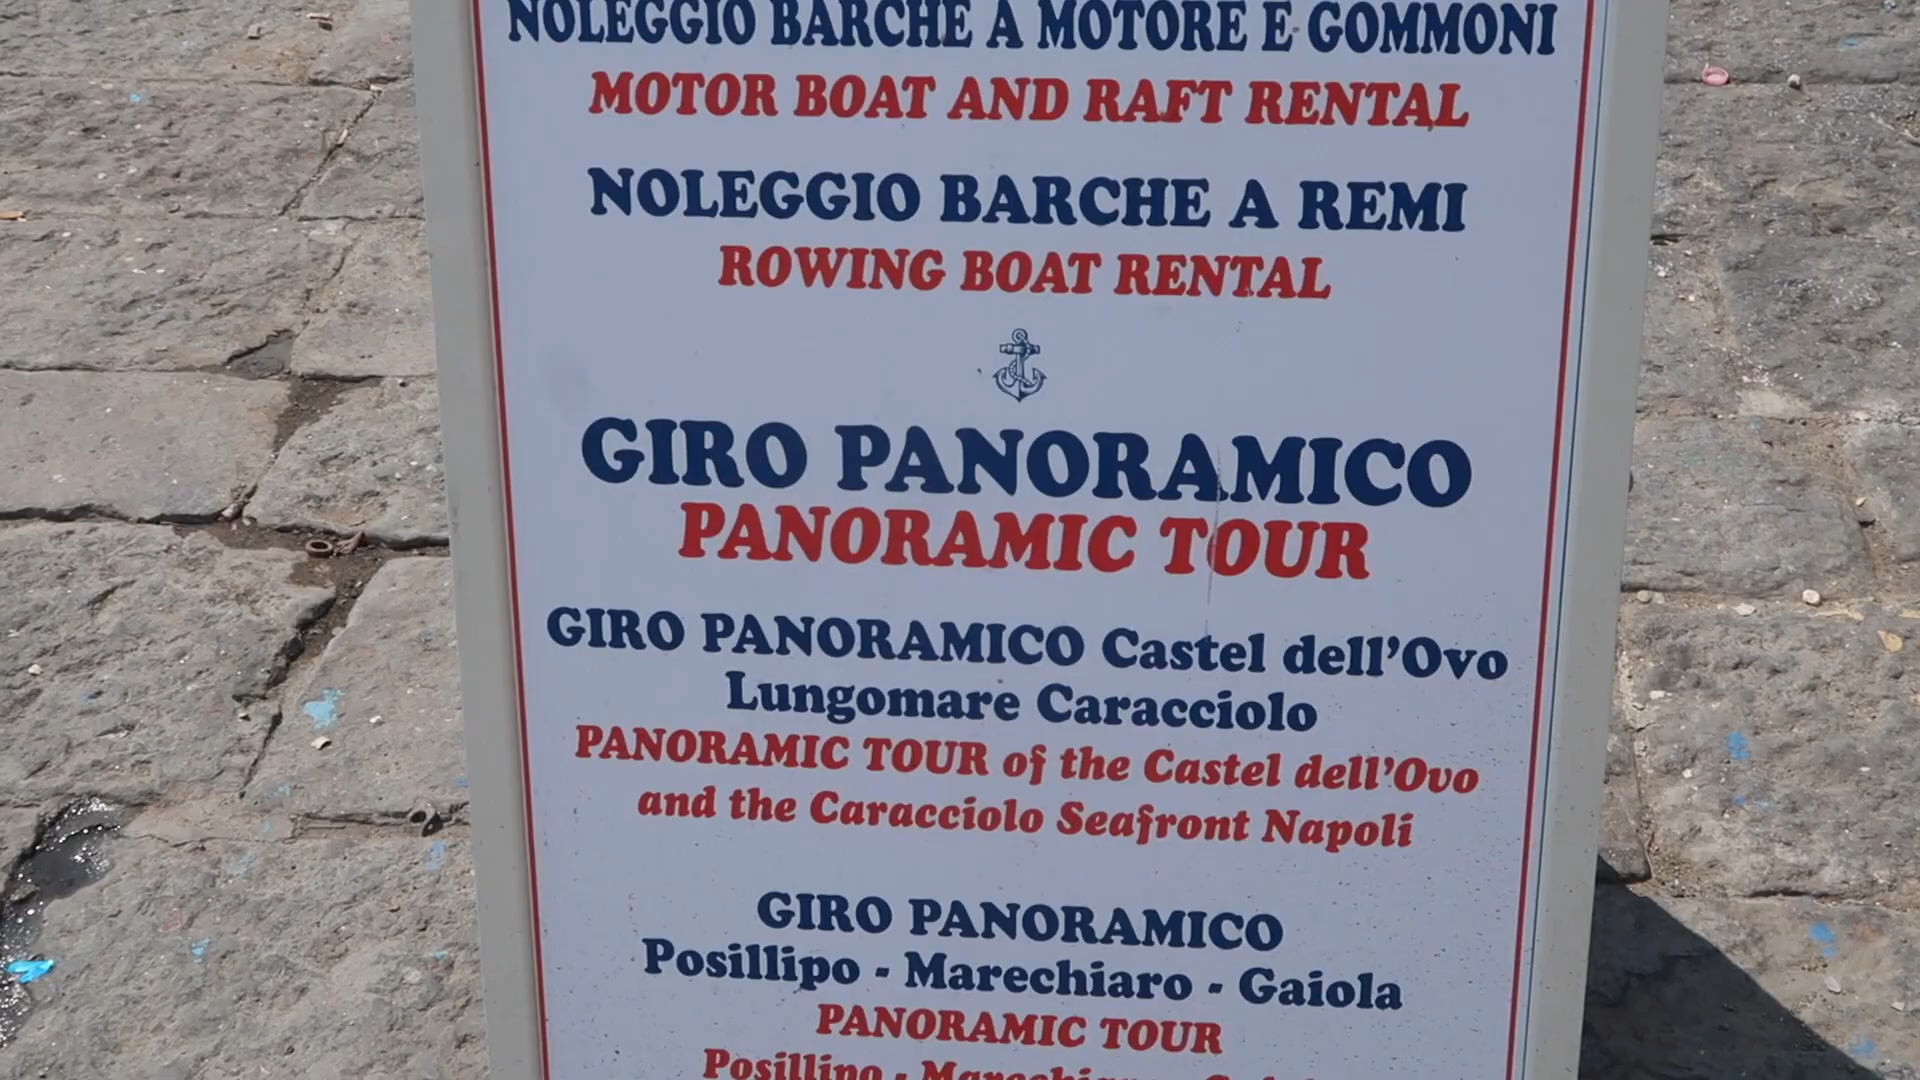 NOLEGGIO BARCHE A MOTORE E GOMMONI
MOTOR BOAT AND RAFT RENTAL
NOLEGGIO BARCHE A REMI
ROWING BOAT RENTAL
GIRO PANORAMICO
PANORAMIC TOUR
GIRO PANORAMICO Castel dell'Ovo
Lungomare Caracciolo
PANORAMIC TOUR of the Castel dell'Ovo
and the Caracciolo Seafront Napoli
GIRO PANORAMICO
Posillipo - Marechiaro - Gaiola
PANORAMIC TOUR
Posillipo -